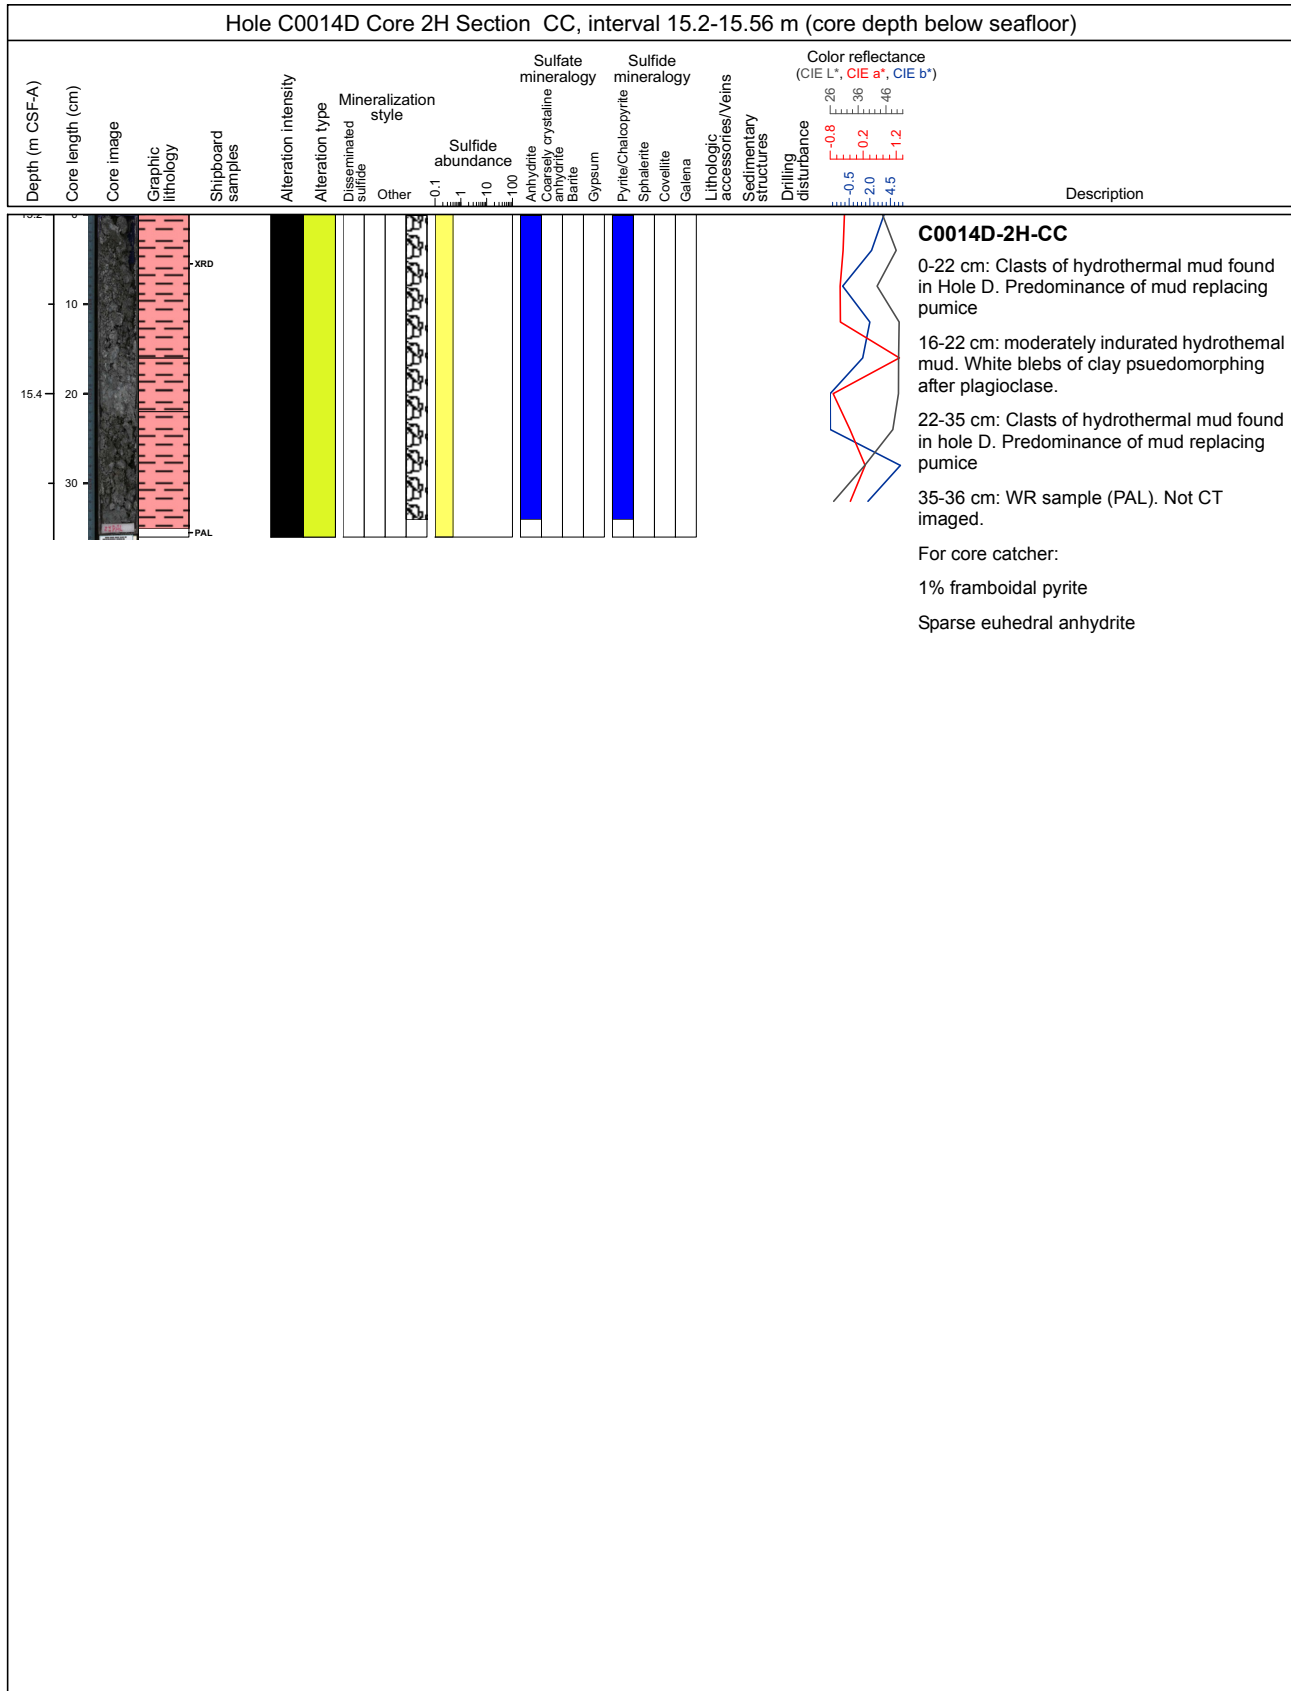 Hole C0014D Core 2H Section CC, interval 15.2-15.56 m (core depth below seafloor)
Depth (m CSF-A)
Core length (cm)
Core image
Graphic
lithology
Shipboard
samples
Alteration intensity
Alteration type
Mineralization
style
Disseminated
sulfide
Other
Sulfide
abundance
0.1
1
10
100
Sulfate
mineralogy
Anhydrite
Coarsely crystaline
anhydrite
Barite
Gypsum
Sulfide
mineralogy
Pyrite/Chalcopyrite
Sphalerite
Covellite
Galena
Lithologic
accessories/Veins
Sedimentary
structures
Drilling
disturbance
Color reflectance
(CIE L*, CIE a*, CIE b*)
26
36
46
-0.8
0.2
1.2
-0.5
2.0
4.5
Description
15.2
0
XRD
10
15.4
20
30
PAL
C0014D-2H-CC
0-22 cm: Clasts of hydrothermal mud found
in Hole D. Predominance of mud replacing
pumice
16-22 cm: moderately indurated hydrothemal
mud. White blebs of clay psuedomorphing
after plagioclase.
22-35 cm: Clasts of hydrothermal mud found
in hole D. Predominance of mud replacing
pumice
35-36 cm: WR sample (PAL). Not CT
imaged.
For core catcher:
1% framboidal pyrite
Sparse euhedral anhydrite